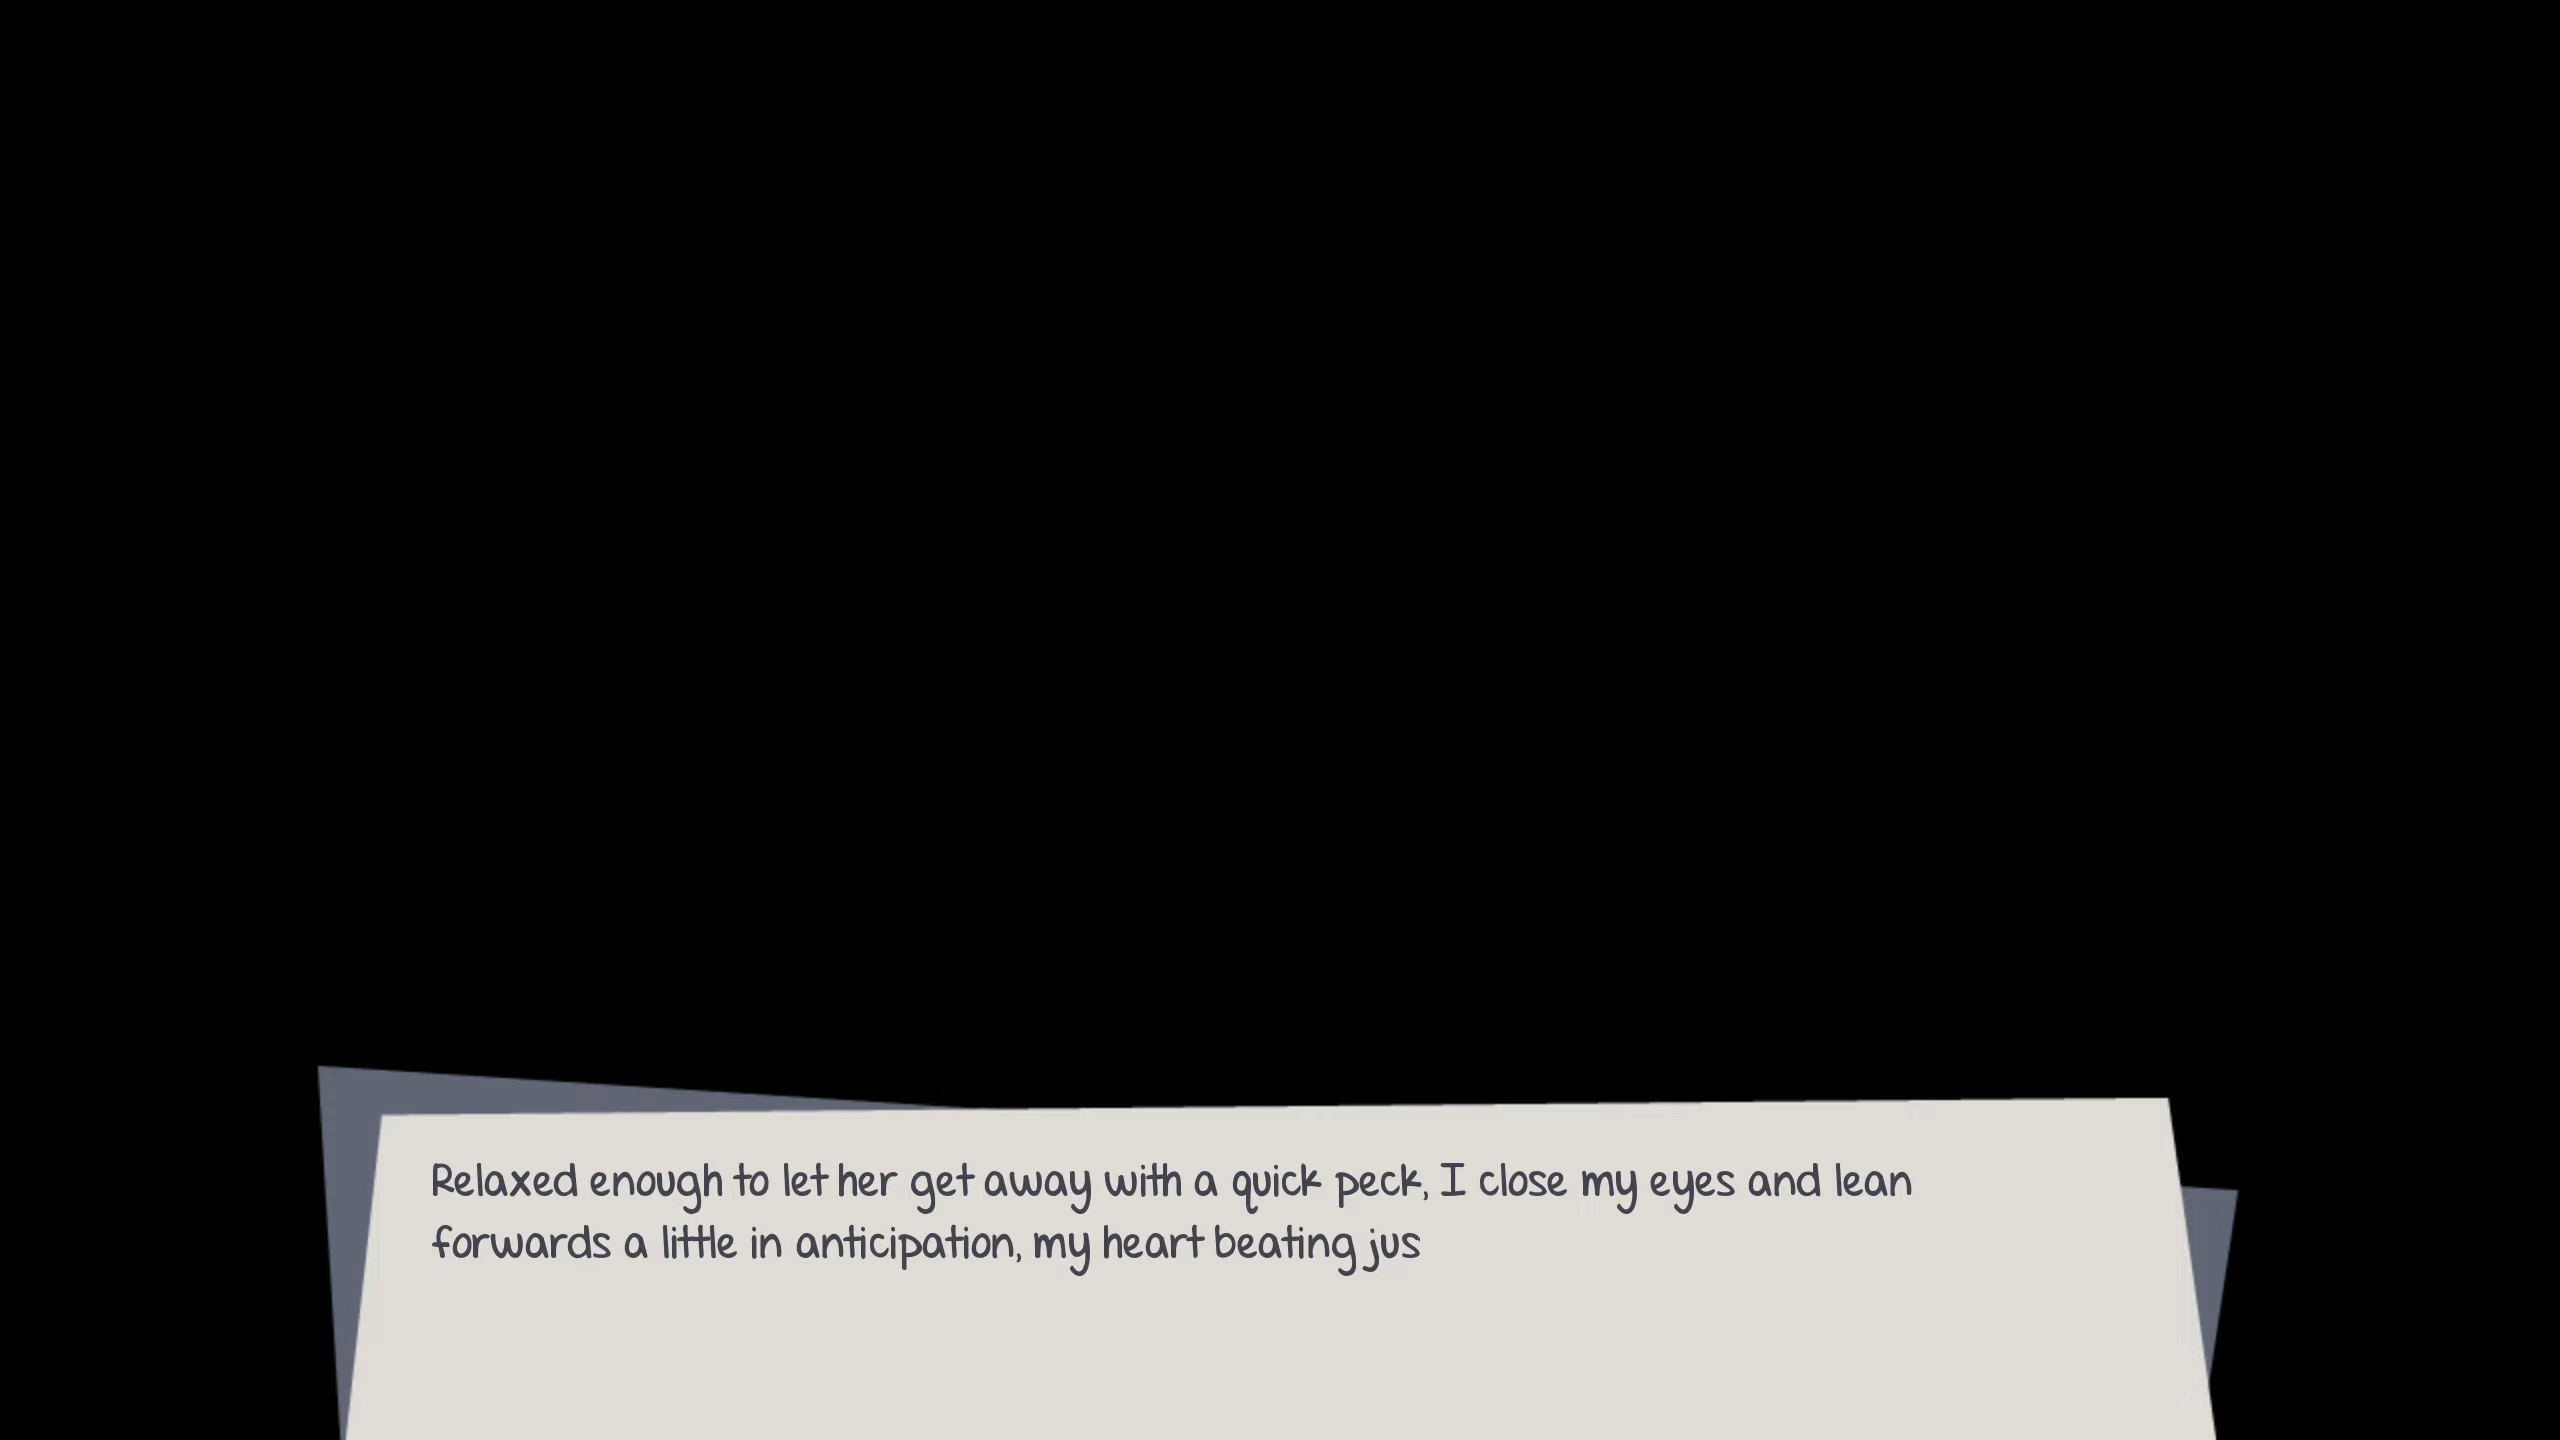 Relaxed enough to let her get away with a quick peck, I close my eyes and lean
forwards a little in anticipation, my heart beating jus